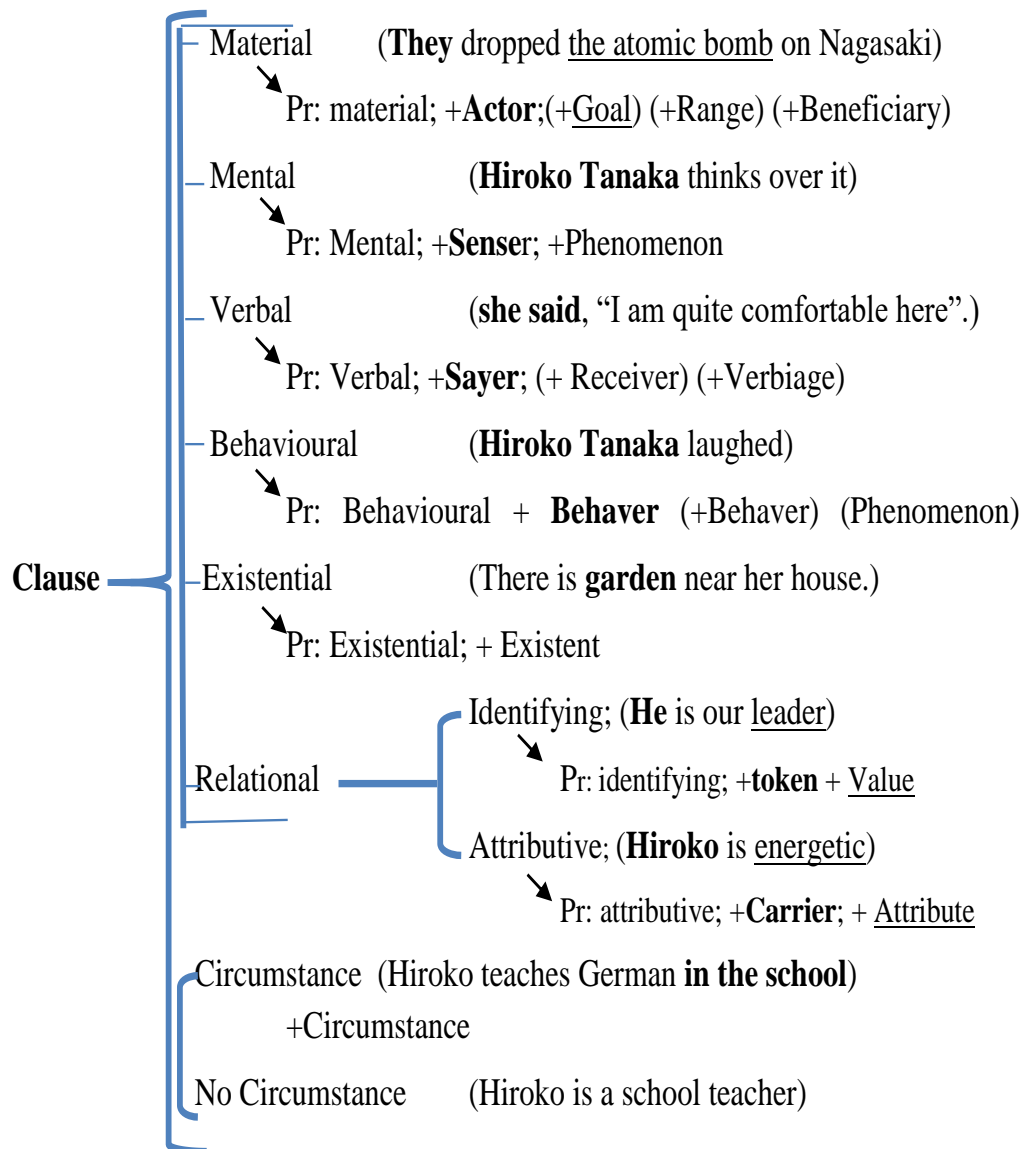 Material (They dropped the atomic bomb on Nagasaki)
Pr: material; +Actor;(+Goal) (+Range) (+Beneficiary)
Mental (Hiroko Tanaka thinks over it)
Pr: Mental; +Senser; +Phenomenon
Verbal (she said, “I am quite comfortable here”.)
Pr: Verbal; +Sayer; (+ Receiver) (+Verbiage)
Behavioural (Hiroko Tanaka laughed)
Pr: Behavioural + Behaver (+Behaver) (Phenomenon)
Clause Existential (There is garden near her house.)
Pr: Existential; + Existent
Identifying; (He is our leader)
Relational Pr: identifying; +token + Value
Attributive; (Hiroko is energetic)
Pr: attributive; +Carrier; + Attribute
Circumstance (Hiroko teaches German in the school)
+Circumstance
No Circumstance (Hiroko is a school teacher)